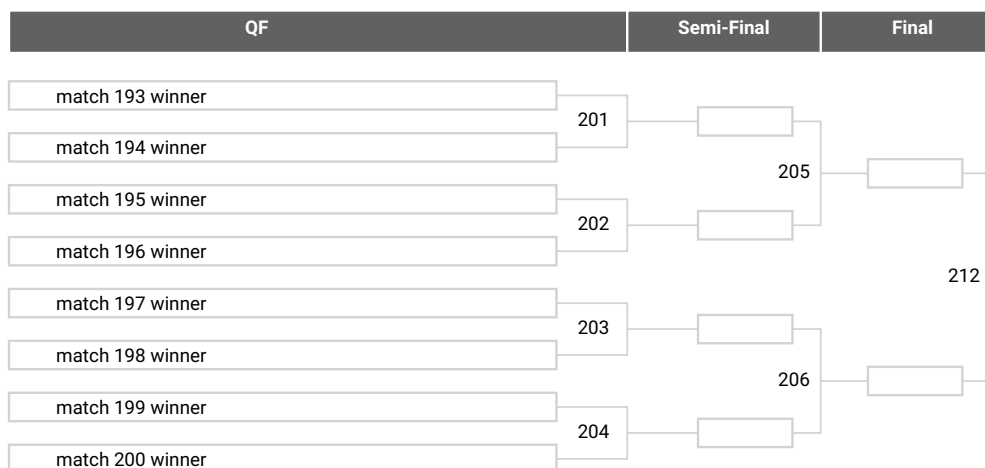 QF Semi-Final Final
match 193 winner
201
match 194 winner
205
match 195 winner
202
match 196 winner
212
match 197 winner
203
match 198 winner
206
match 199 winner
204
match 200 winner